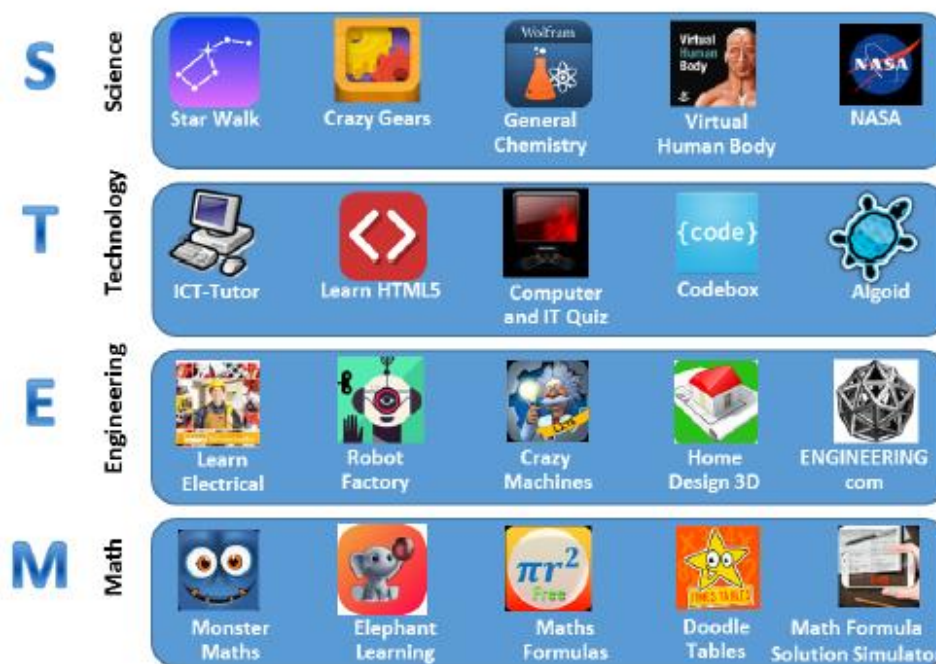 S
Science
Wolfram
Virtual
Human
Body
NASA
Star Walk
Crazy Gears
General
Chemistry
Virtual
Human Body
NASA
T
Technology
{code}
ICT-Tutor
Learn HTML5
Computer
and IT Quiz
Codebox
Algoid
E
Engineering
Learn
Electrical
Robot
Factory
Crazy
Machines
Home
Design 3D
ENGINEERING
com
M
Math
πr²
Free
TIMES TABLES
Monster
Maths
Elephant
Learning
Maths
Formulas
Doodle
Tables
Math Formula
Solution Simulator